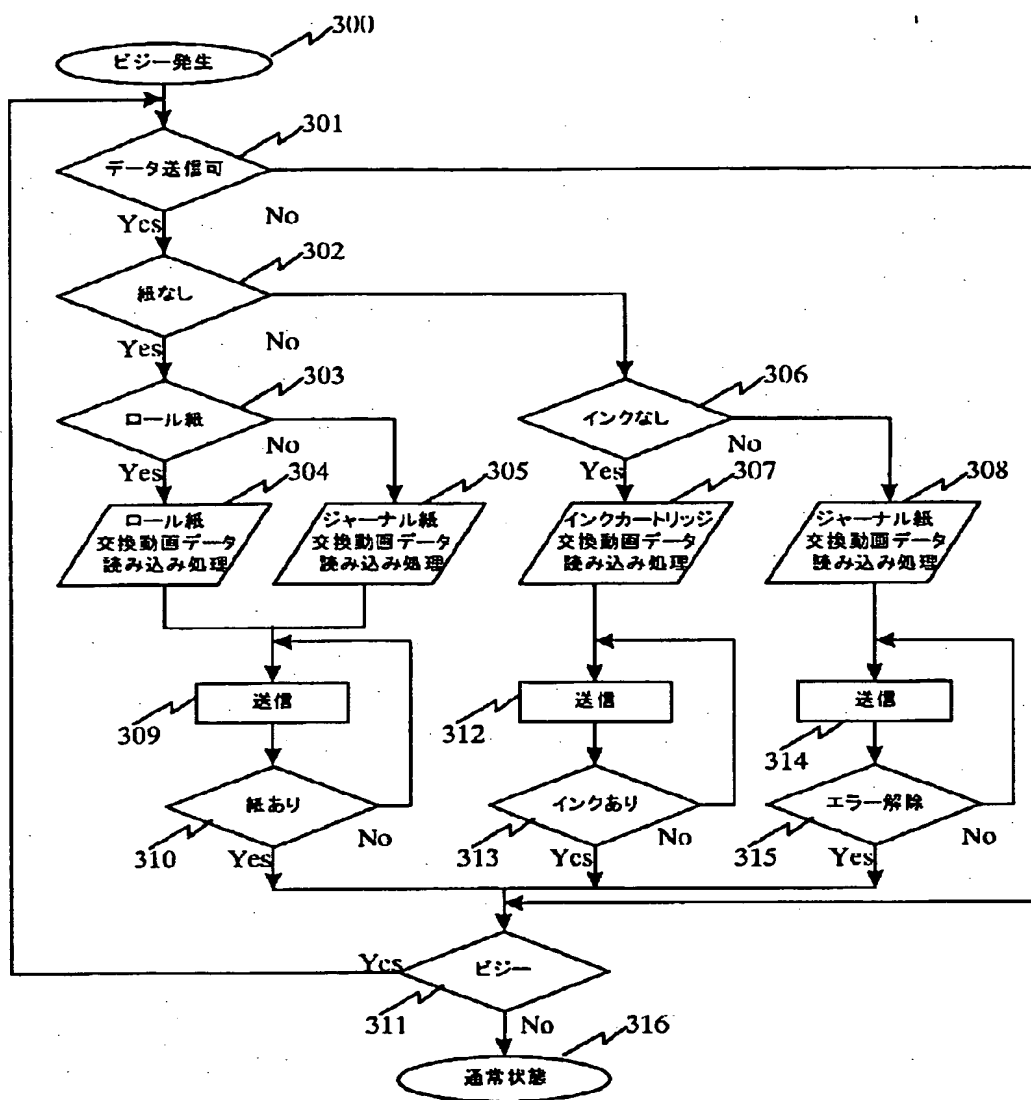 300
ビジー発生
301
データ送信可
Yes
No
302
紙なし
Yes
No
303
ロール紙
Yes
No
306
インクなし
Yes
No
304
ロール紙
交換動画データ
読み込み処理
305
ジャーナル紙
交換動画データ
読み込み処理
307
インクカートリッジ
交換動画データ
読み込み処理
308
ジャーナル紙
交換動画データ
読み込み処理
送信
309
送信
312
送信
314
紙あり
310
Yes
No
インクあり
313
Yes
No
エラー解除
315
Yes
No
ビジー
Yes
311
No
316
通常状態